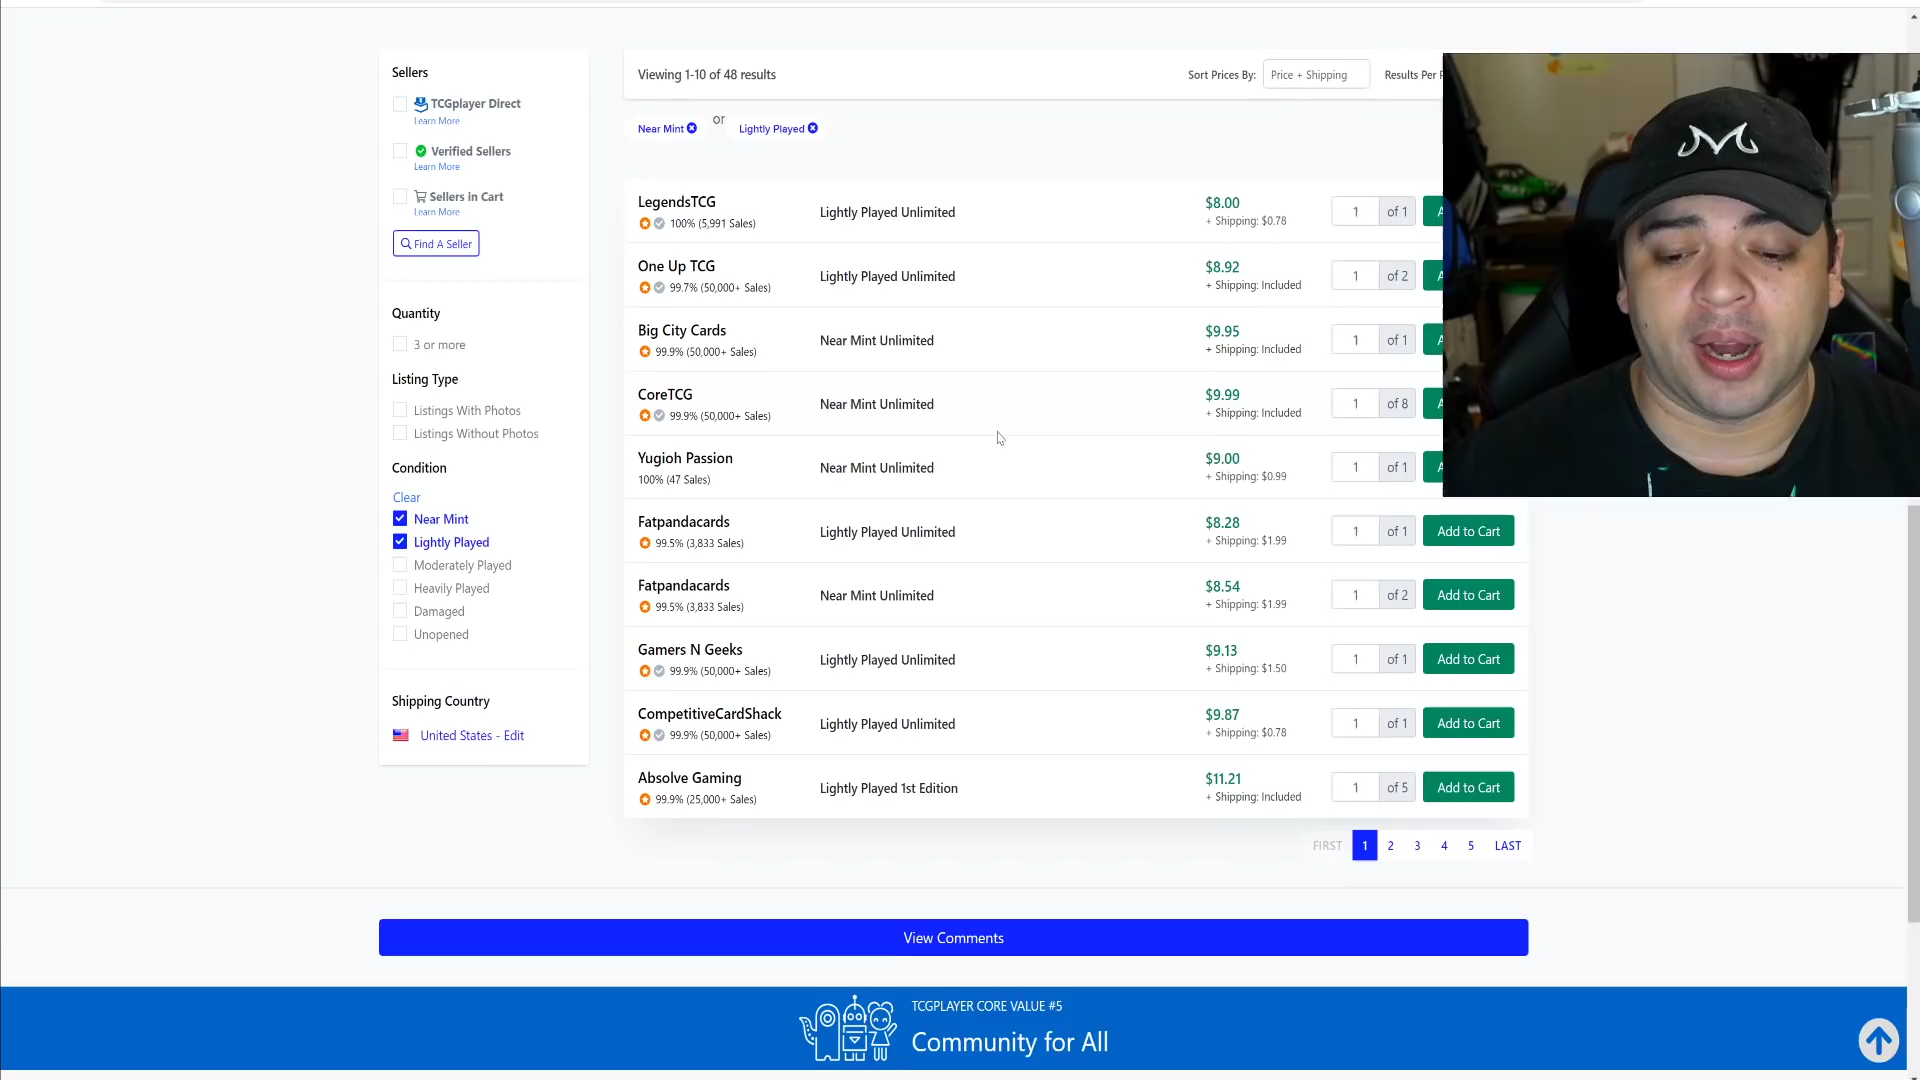 Sellers
TCGplayer Direct
Learn More
Verified Sellers
Learn More
Sellers in Cart
Learn More
Find A Seller
Quantity
3 or more
Listing Type
Listings With Photos
Listings Without Photos
Condition
Clear
Near Mint
Lightly Played
Moderately Played
Heavily Played
Damaged
Unopened
Shipping Country
United States - Edit
Viewing 1-10 of 48 results
Sort Prices By: Price + Shipping Results Per
Near Mint or Lightly Played
LegendsTCG
100% (5,991 Sales)
Lightly Played Unlimited
$8.00
+ Shipping: $0.78
1 of 1 A
One Up TCG
99.7% (50,000+ Sales)
Lightly Played Unlimited
$8.92
+ Shipping: Included
1 of 2 A
Big City Cards
99.9% (50,000+ Sales)
Near Mint Unlimited
$9.95
+ Shipping: Included
1 of 1 A
CoreTCG
99.9% (50,000+ Sales)
Near Mint Unlimited
$9.99
+ Shipping: Included
1 of 8 A
Yugioh Passion
100% (47 Sales)
Near Mint Unlimited
$9.00
+ Shipping: $0.99
1 of 1 A
Fatpandacards
99.5% (3,833 Sales)
Lightly Played Unlimited
$8.28
+ Shipping: $1.99
1 of 1 Add to Cart
Fatpandacards
99.5% (3,833 Sales)
Near Mint Unlimited
$8.54
+ Shipping: $1.99
1 of 2 Add to Cart
Gamers N Geeks
99.9% (50,000+ Sales)
Lightly Played Unlimited
$9.13
+ Shipping: $1.50
1 of 1 Add to Cart
CompetitiveCardShack
99.9% (50,000+ Sales)
Lightly Played Unlimited
$9.87
+ Shipping: $0.78
1 of 1 Add to Cart
Absolve Gaming
99.9% (25,000+ Sales)
Lightly Played 1st Edition
$11.21
+ Shipping: Included
1 of 5 Add to Cart
FIRST 1 2 3 4 5 LAST
View Comments
TCGPLAYER CORE VALUE #5
Community for All